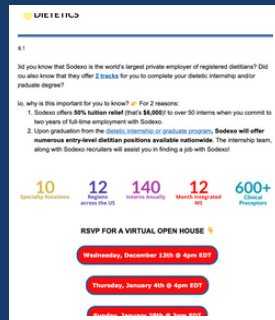 DIETETICS
6 !
Did you know that Sodexo is the world's largest private employer of registered dietitians? Did
you also know that they offer 2 tracks for you to complete your dietetic internship and/or
graduate degree?
So, why is this important for you to know? 👉 For 2 reasons:
1. Sodexo offers 50% tuition relief (that's $6,000)! to over 50 interns when you commit to
two years of full-time employment with Sodexo.
2. Upon graduation from the dietetic internship or graduate program, Sodexo will offer
numerous entry-level dietitian positions available nationwide. The internship team,
along with Sodexo recruiters will assist you in finding a job with Sodexo!
10 12 140 12 600+
Specialty Rotations Regions Interns Anually Month Integrated Clinical
across the US MS Preceptors
RSVP FOR A VIRTUAL OPEN HOUSE 👇
Wednesday, December 13th @ 4pm EDT
Thursday, January 4th @ 4pm EDT